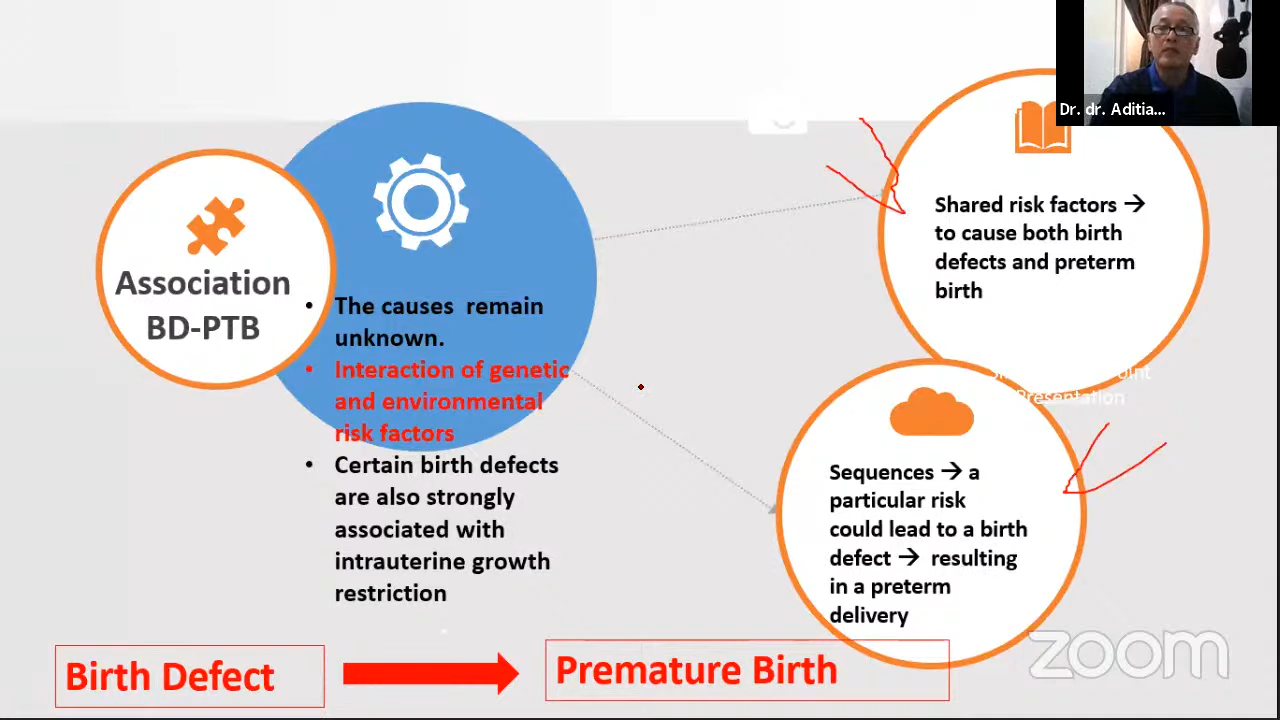 Dr. dr. Aditia...
Association
BD-PTB
• The causes remain
unknown.
• Interaction of genetic
and environmental
risk factors
• Certain birth defects
are also strongly
associated with
intrauterine growth
restriction
Shared risk factors →
to cause both birth
defects and preterm
birth
Presentation
Sequences → a
particular risk
could lead to a birth
defect → resulting
in a preterm
delivery
Birth Defect
Premature Birth
zoom